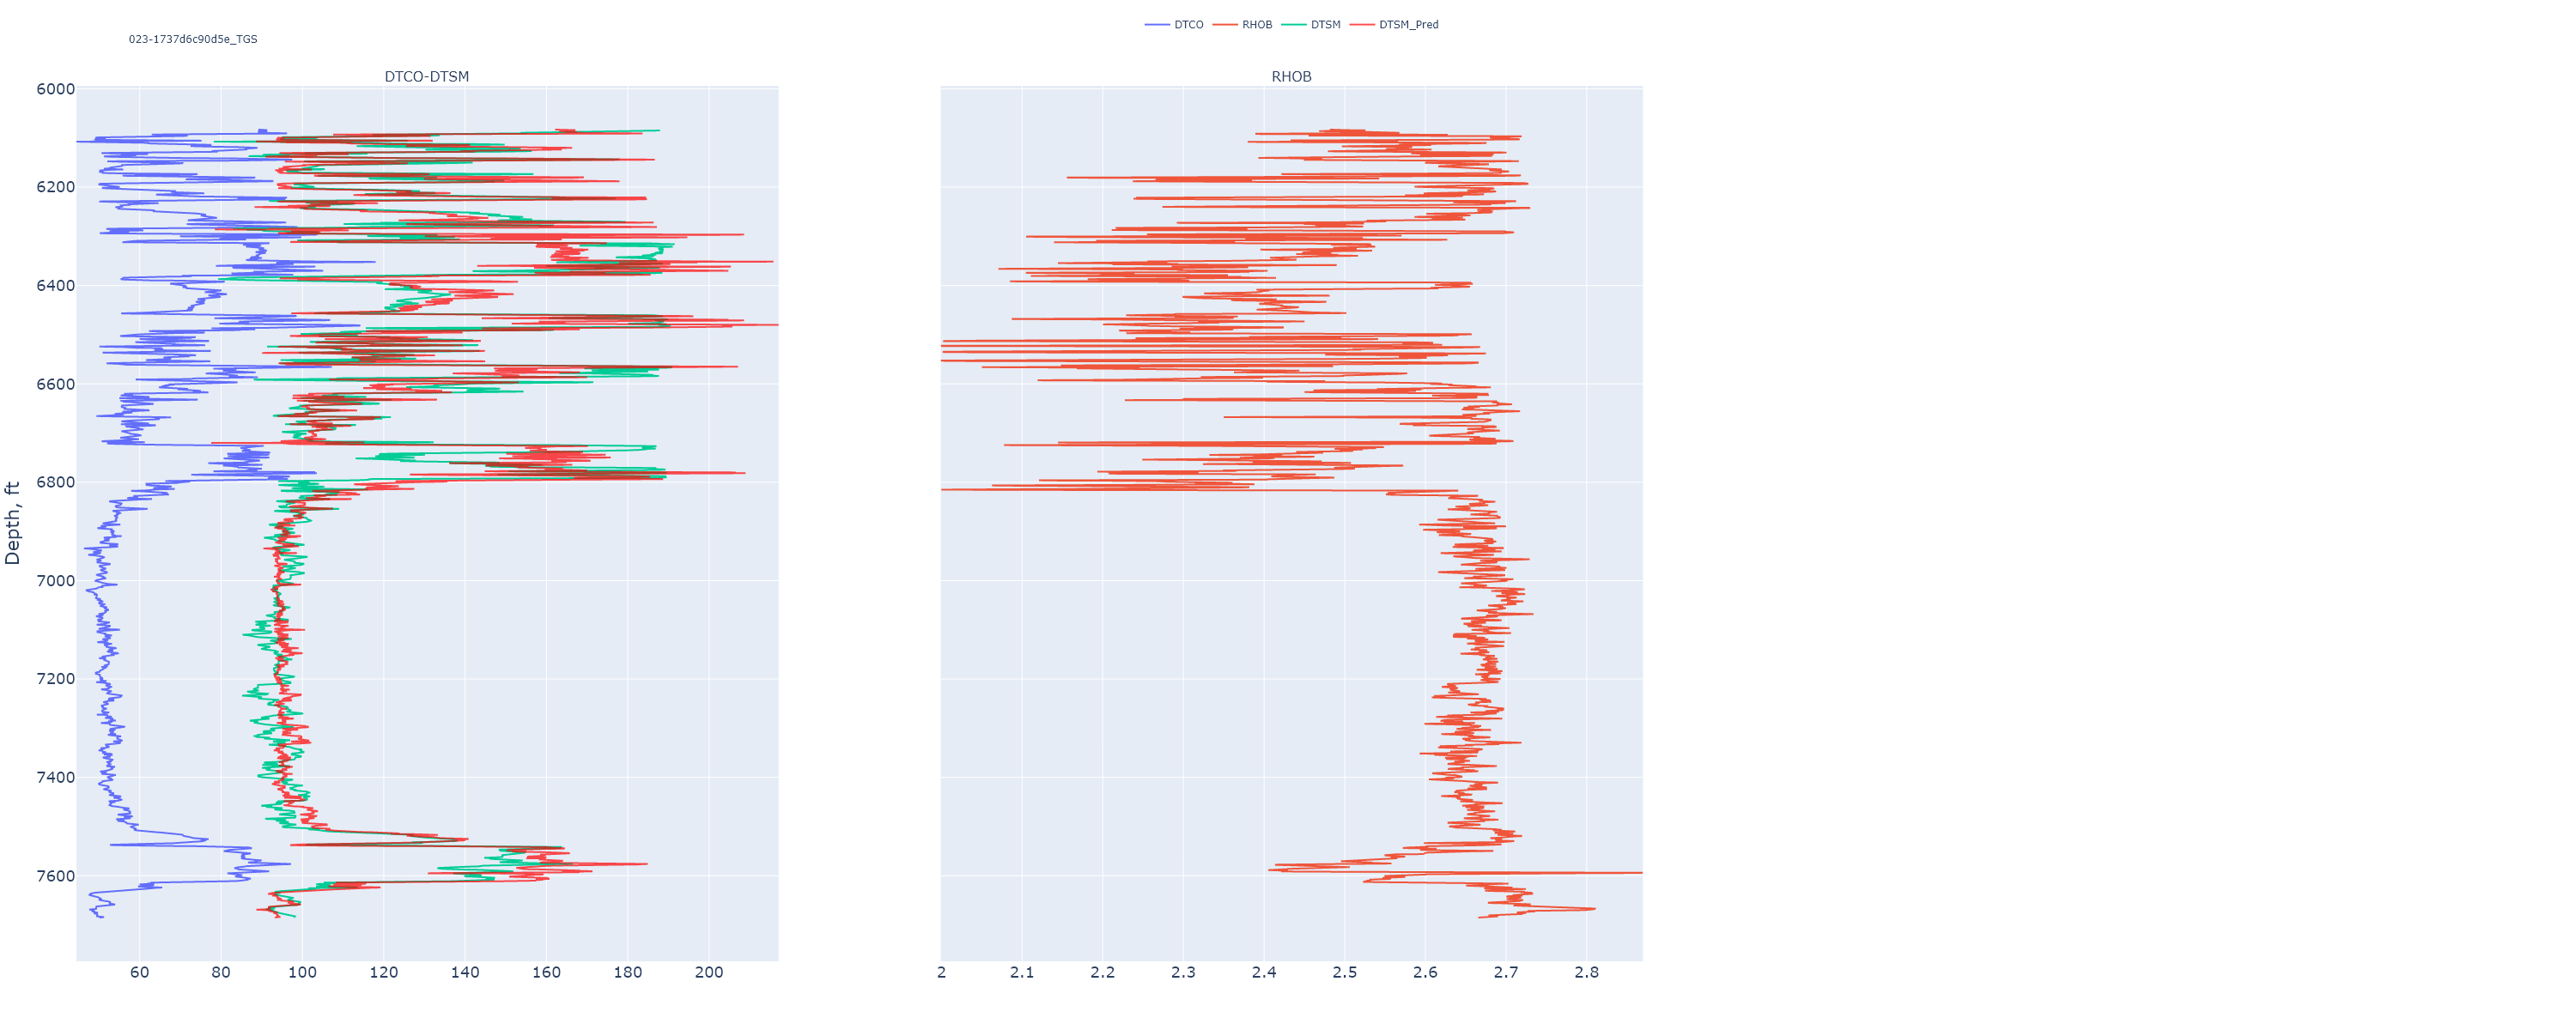 DTCO RHOB DTSM DTSM_Pred
023-1737d6c90d5e_TGS
DTCO-DTSM
RHOB
6000
6200
6400
6600
6800
7000
7200
7400
7600
Depth, ft
60 80 100 120 140 160 180 200
2 2.1 2.2 2.3 2.4 2.5 2.6 2.7 2.8